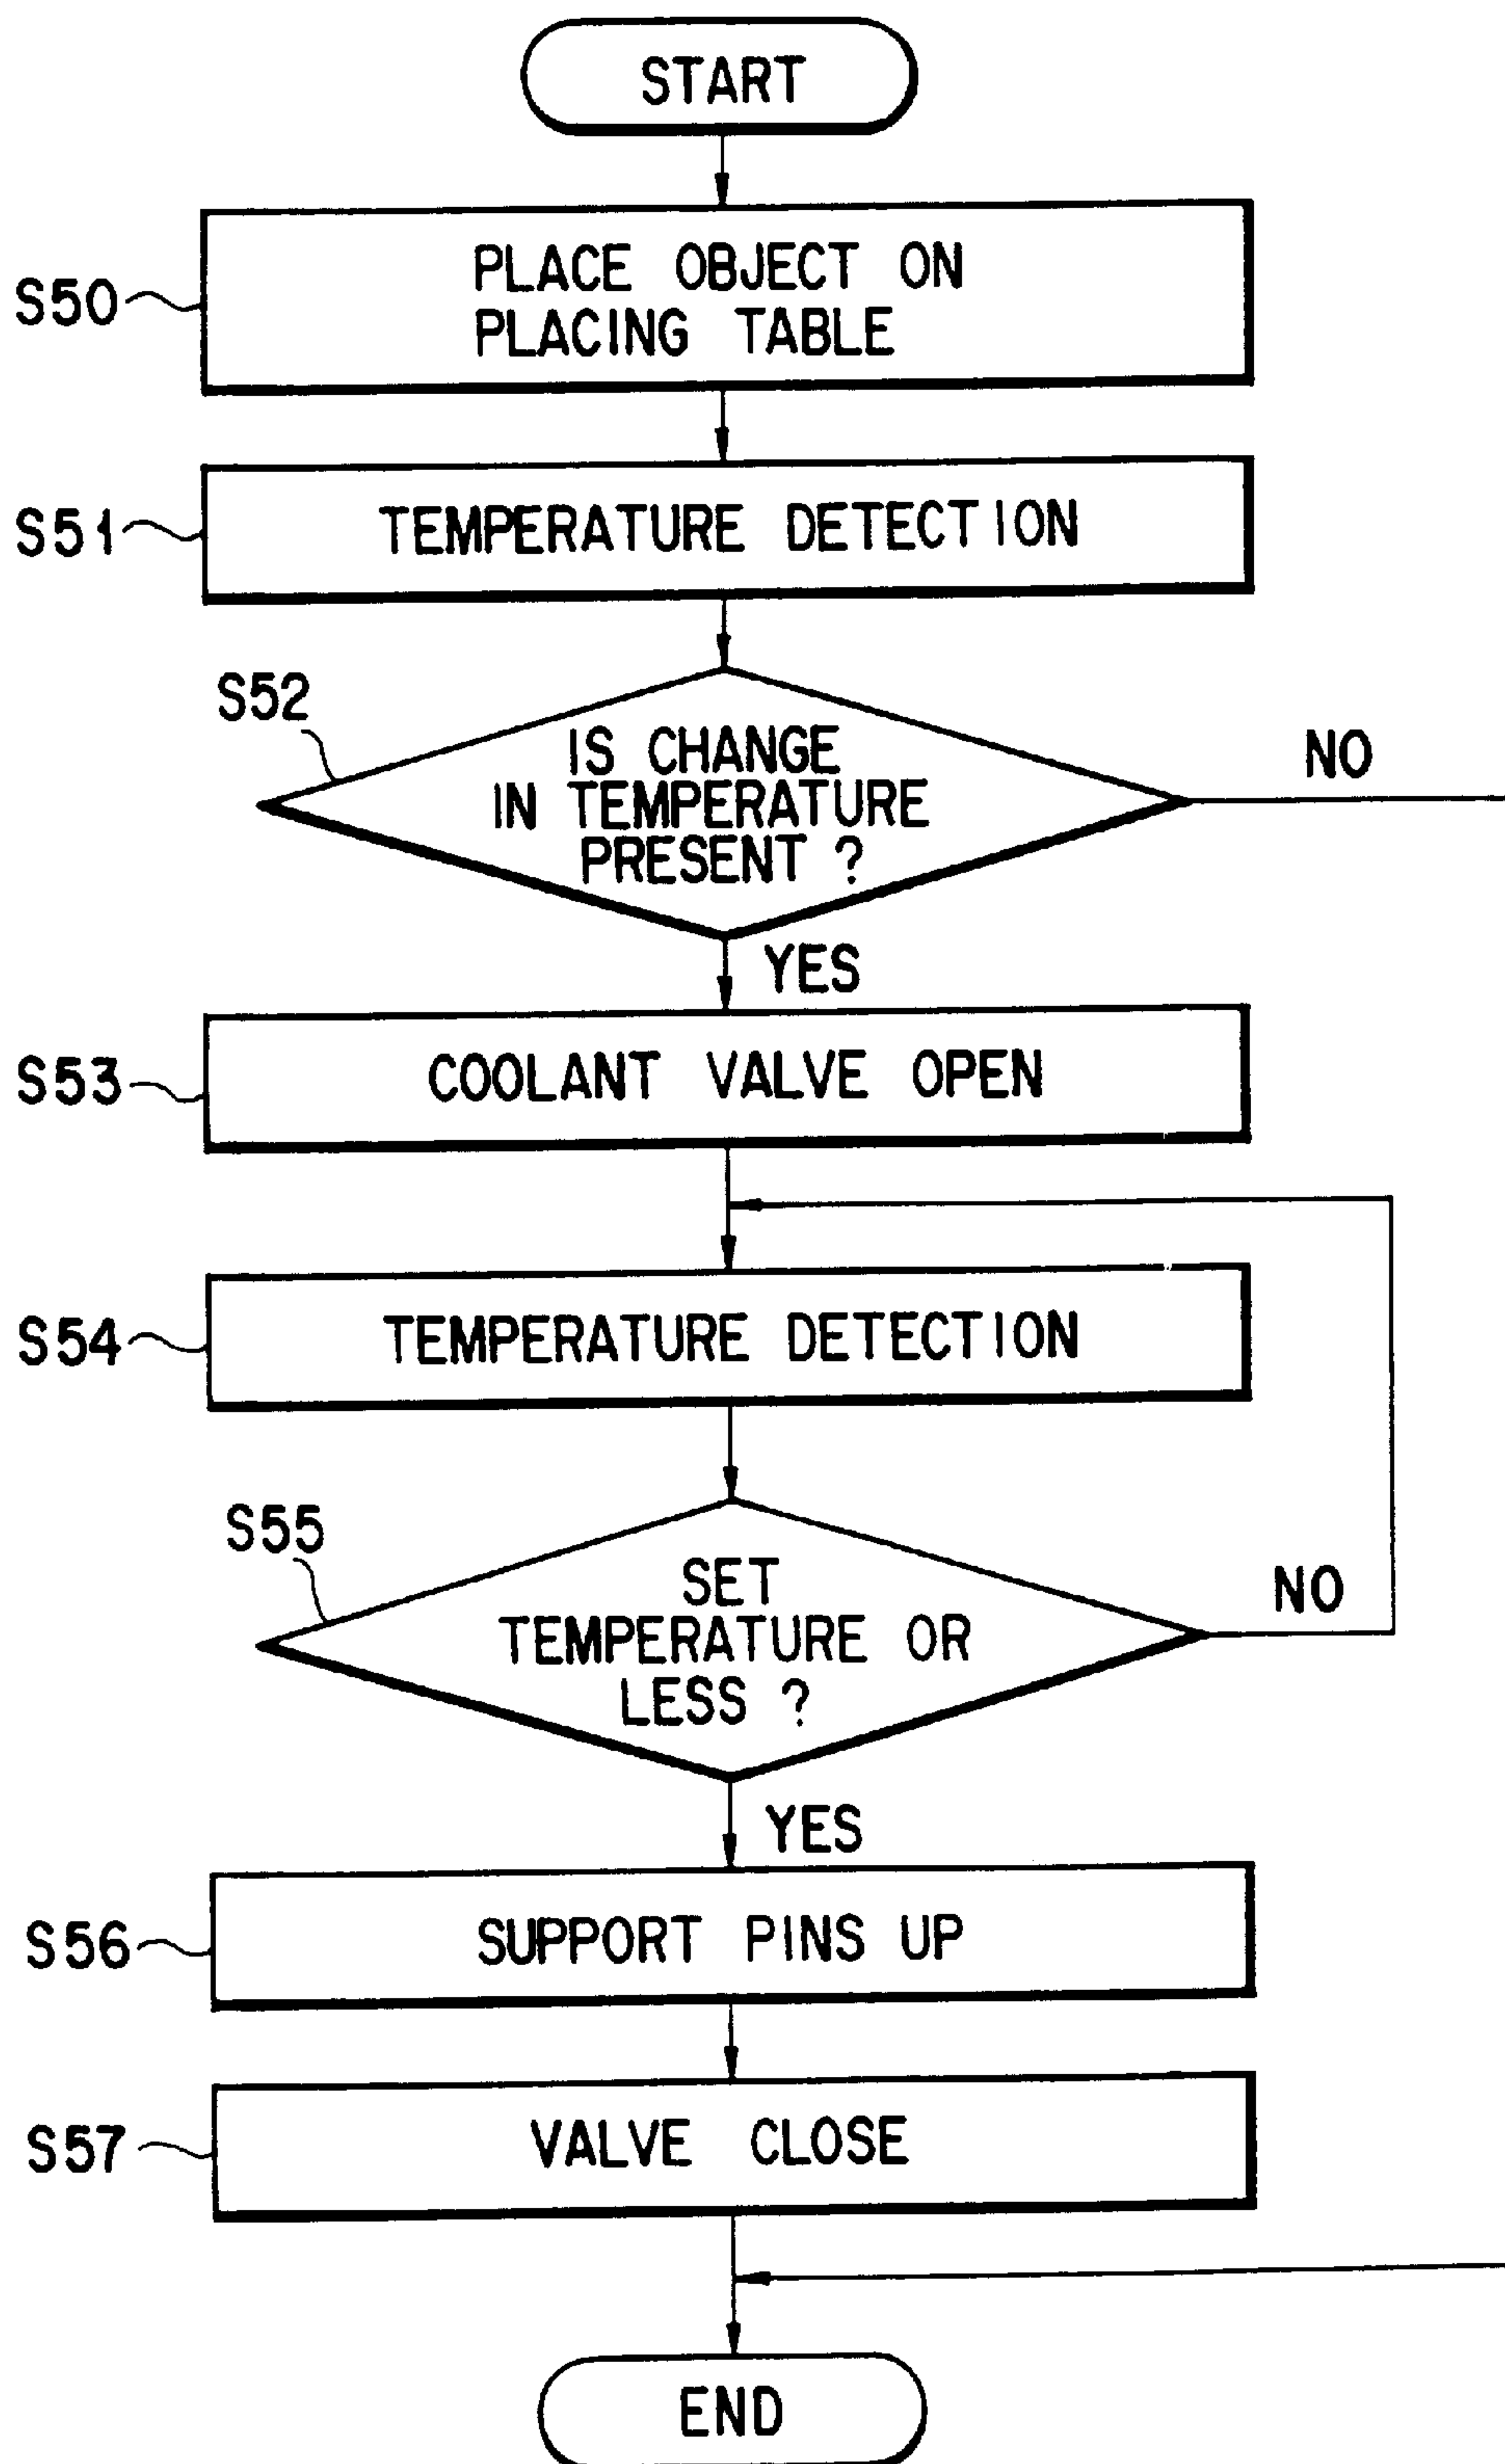 START
S50
PLACE OBJECT ON
PLACING TABLE
S51
TEMPERATURE DETECTION
S52
IS CHANGE
IN TEMPERATURE
PRESENT ?
NO
YES
S53
COOLANT VALVE OPEN
S54
TEMPERATURE DETECTION
S55
SET
TEMPERATURE OR
LESS ?
NO
YES
S56
SUPPORT PINS UP
S57
VALVE CLOSE
END